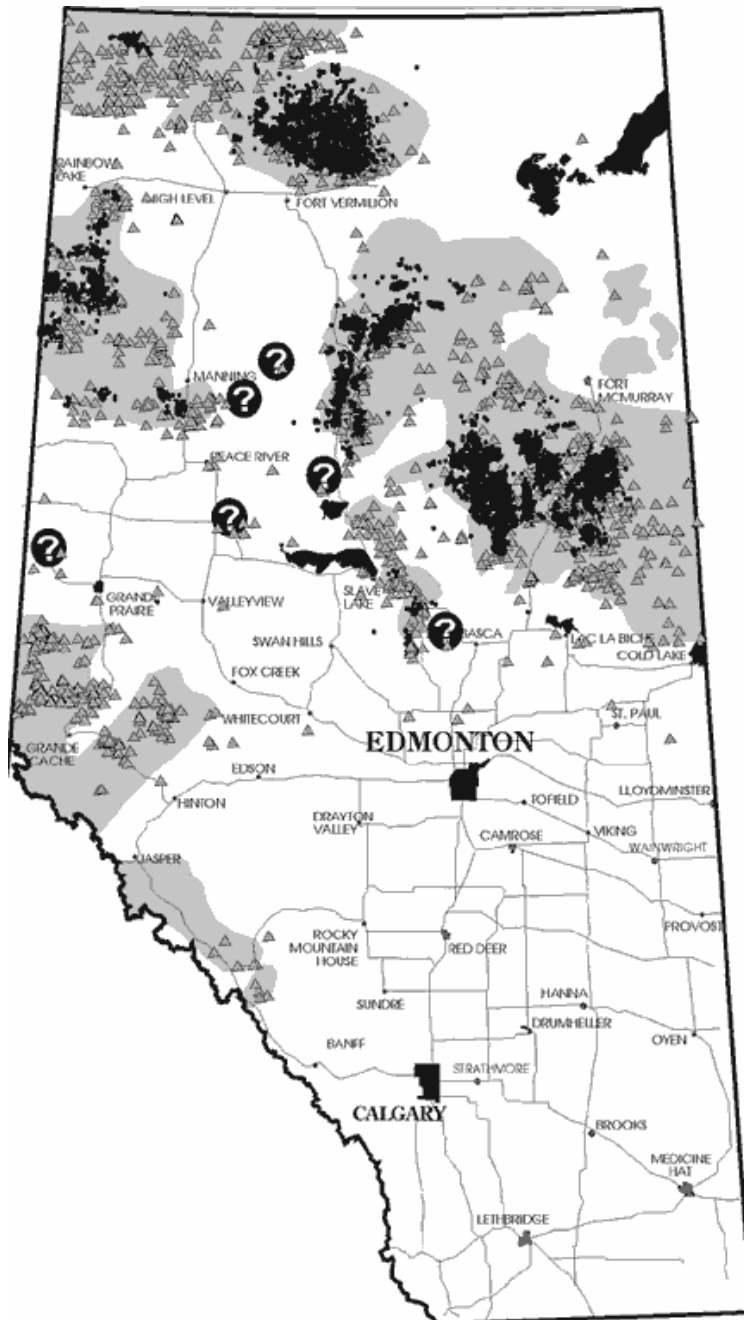 RAINBOW
LAKE
HIGH LEVEL
FORT VERMILION
?
MANNING
?
FORT
MCMURRAY
PEACE RIVER
?
?
?
GRANDE
PRAIRIE
VALLEYVIEW
SLAVE
LAKE
?
BASCA
SWAN HILLS
LAC LA BICHE
COLD LAKE
FOX CREEK
WHITECOURT
ST. PAUL
GRANDE
CACHE
EDMONTON
EDSON
HINTON
TOFIELD
LLOYDMINSTER
DRAYTON
VALLEY
CAMROSE
VIKING
WAINWRIGHT
JASPER
PROVOST
ROCKY
MOUNTAIN
HOUSE
RED DEER
SUNDRE
HANNA
DRUMHELLER
OYEN
BANFF
STRATHMORE
CALGARY
BROOKS
MEDICINE
HAT
LETHBRIDGE